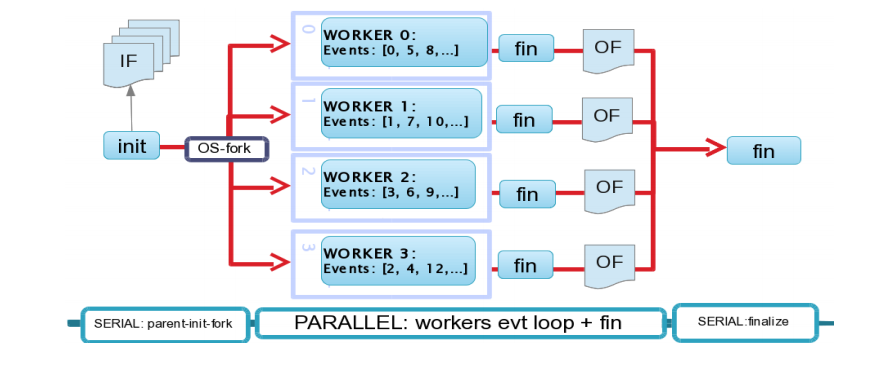 IF
init
OS-fork
0
WORKER 0:
Events: [0, 5, 8,...]
fin
OF
1
WORKER 1:
Events: [1, 7, 10,...]
fin
OF
2
WORKER 2:
Events: [3, 6, 9,...]
fin
OF
3
WORKER 3:
Events: [2, 4, 12,...]
fin
OF
fin
SERIAL: parent-init-fork
PARALLEL: workers evt loop + fin
SERIAL:finalize